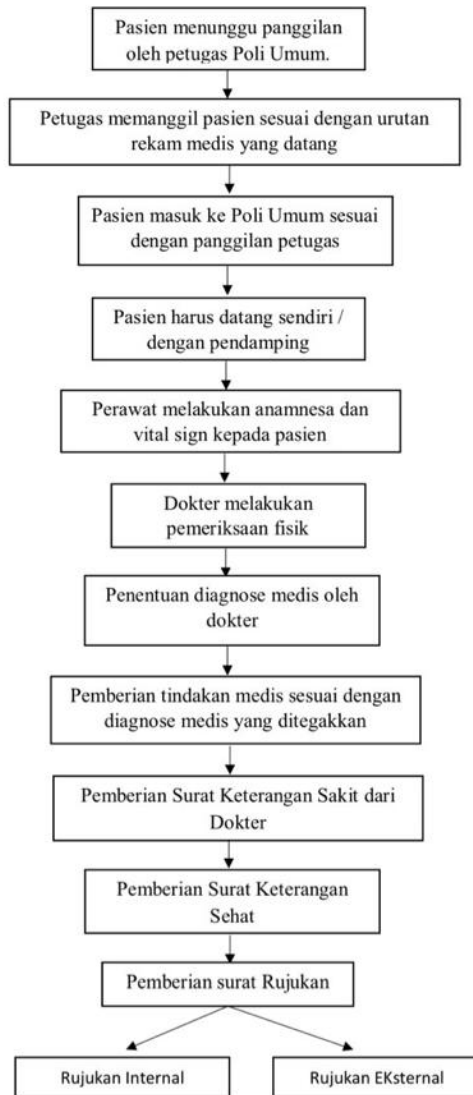 Pasien menunggu panggilan
oleh petugas Poli Umum.
Petugas memanggil pasien sesuai dengan urutan
rekam medis yang datang
Pasien masuk ke Poli Umum sesuai
dengan panggilan petugas
Pasien harus datang sendiri /
dengan pendamping
Perawat melakukan anamnesa dan
vital sign kepada pasien
Dokter melakukan
pemeriksaan fisik
Penentuan diagnose medis oleh
dokter
Pemberian tindakan medis sesuai dengan
diagnose medis yang ditegakkan
Pemberian Surat Keterangan Sakit dari
Dokter
Pemberian Surat Keterangan
Sehat
Pemberian surat Rujukan
Rujukan Internal
Rujukan EKsternal